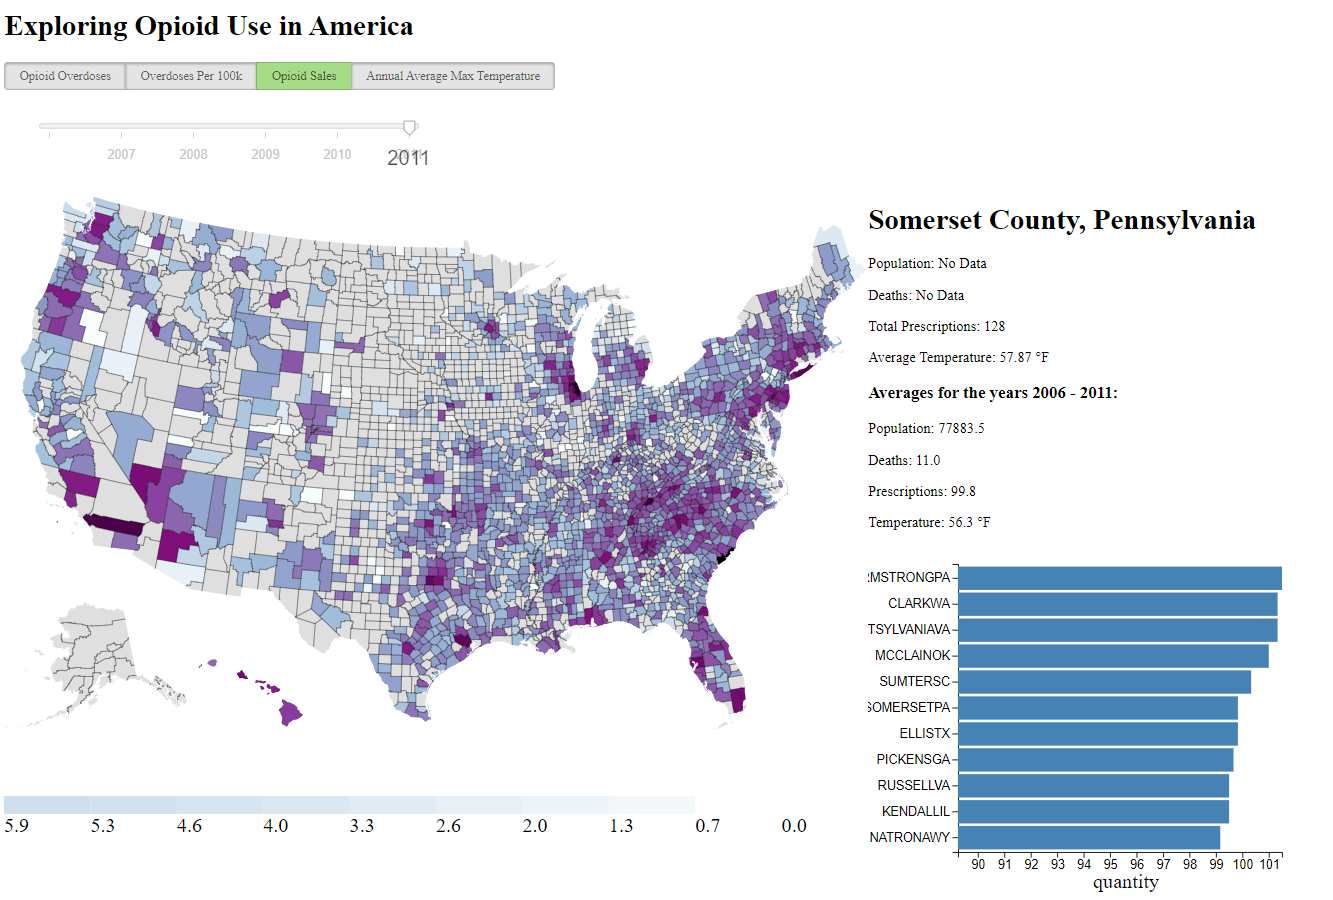 Exploring Opioid Use in America
Opioid Overdoses Overdoses Per 100k Opioid Sales Annual Average Max Temperature
2007 2008 2009 2010 2011
Somerset County, Pennsylvania
Population: No Data
Deaths: No Data
Total Prescriptions: 128
Average Temperature: 57.87 °F
Averages for the years 2006 - 2011:
Population: 77883.5
Deaths: 11.0
Prescriptions: 99.8
Temperature: 56.3 °F
RMSTRONGPA
CLARKWA
TSYLVANIAVA
MCCLAINOK
SUMTERSC
SOMERSETPA
ELLISTX
PICKENSGA
RUSSELLVA
KENDALLIL
NATRONAWY
90 91 92 93 94 95 96 97 98 99 100 101
quantity
5.9 5.3 4.6 4.0 3.3 2.6 2.0 1.3 0.7 0.0